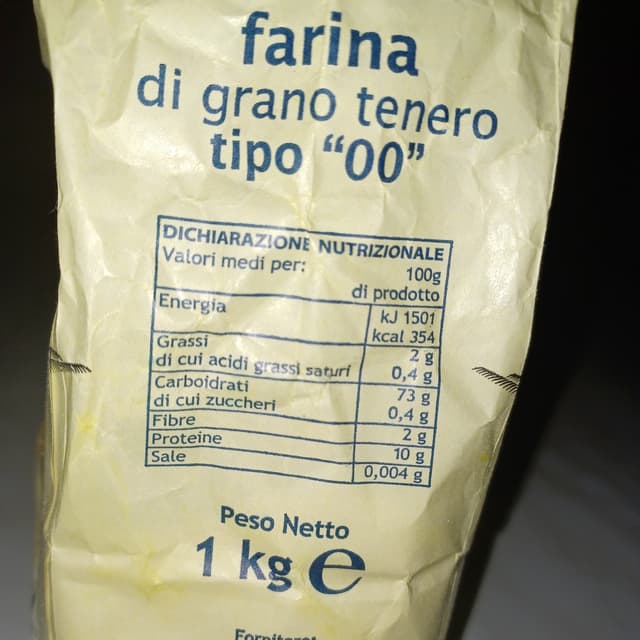 farina
di grano tenero
tipo “00”
DICHIARAZIONE NUTRIZIONALE
Valori medi per: 100g
di prodotto
Energia kJ 1501
kcal 354
Grassi 2 g
di cui acidi grassi saturi 0,4 g
Carboidrati 73 g
di cui zuccheri 0,4 g
Fibre 2 g
Proteine 10 g
Sale 0,004 g
Peso Netto
1 kg e